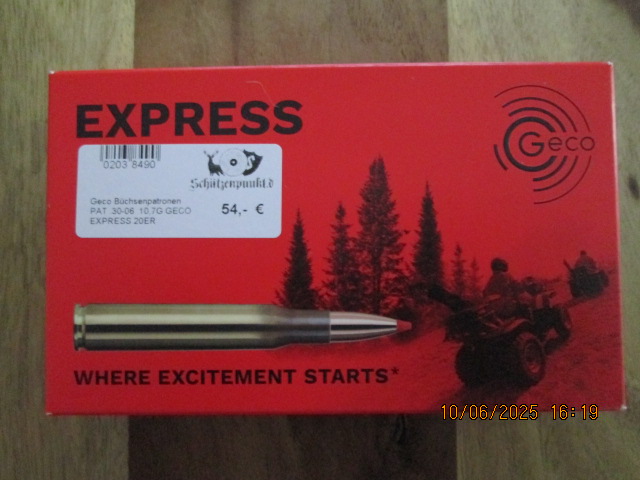 EXPRESS
Geco
0203 8490
Schützenpunkt.d
Geco Büchsenpatronen
PAT .30-06 10,7G GECO
EXPRESS 20ER
54,- €
WHERE EXCITEMENT STARTS*
10/06/2025 16:19